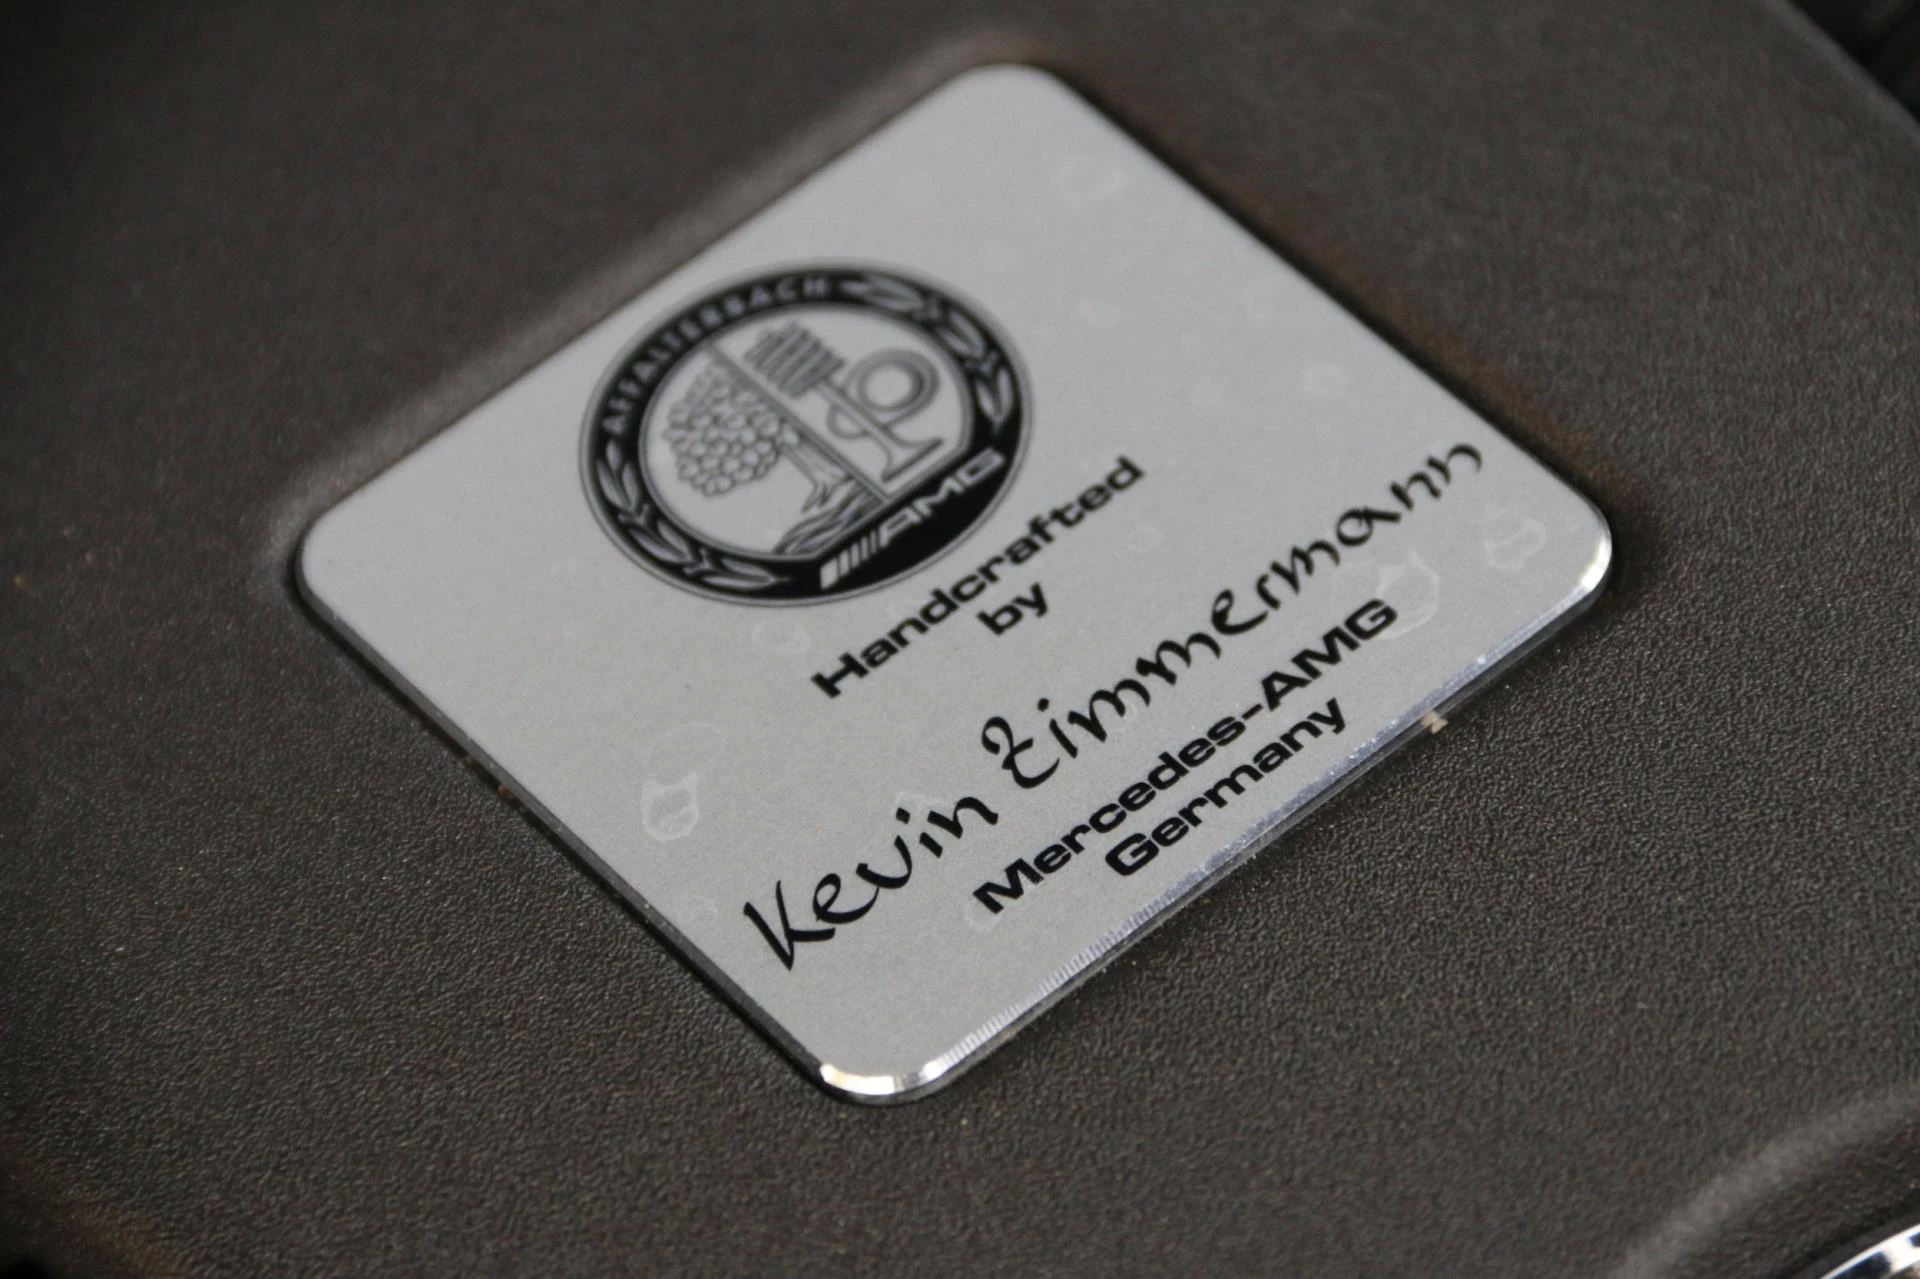 AFFALTERBACH
AMG
Handcrafted
by
Kevin Zimmermann
Mercedes-AMG
Germany